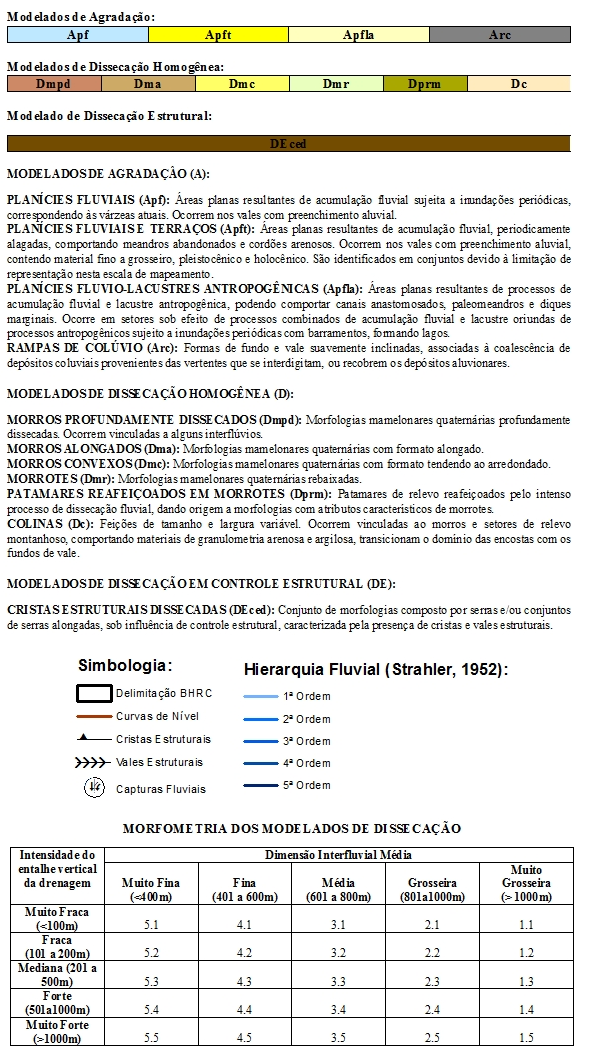 Modelados de Agradação:
Apf Apft Apfla Arc
Modelados de Dissecação Homogênea:
Dmpd Dma Dmc Dmr Dprm Dc
Modelado de Dissecação Estrutural:
DEced
MODELADOS DE AGRADAÇÂO (A):
PLANÍCIES FLUVIAIS (Apf): Áreas planas resultantes de acumulação fluvial sujeita a inundações periódicas,
correspondendo às várzeas atuais. Ocorrem nos vales com preenchimento aluvial.
PLANÍCIES FLUVIAIS E TERRAÇOS (Apft): Áreas planas resultantes de acumulação fluvial, periodicamente
alagadas, comportando meandros abandonados e cordões arenosos. Ocorrem nos vales com preenchimento aluvial,
contendo material fino a grosseiro, pleistocênico e holocênico. São identificados em conjuntos devido à limitação de
representação nesta escala de mapeamento.
PLANÍCIES FLUVIO-LACUSTRES ANTROPOGÊNICAS (Apfla): Áreas planas resultantes de processos de
acumulação fluvial e lacustre antropogênica, podendo comportar canais anastomosados, paleomeandros e diques
marginais. Ocorre em setores sob efeito de processos combinados de acumulação fluvial e lacustre oriundas de
processos antropogênicos sujeito a inundações periódicas com barramentos, formando lagos.
RAMPAS DE COLÚVIO (Arc): Formas de fundo e vale suavemente inclinadas, associadas à coalescência de
depósitos coluviais provenientes das vertentes que se interdigitam, ou recobrem os depósitos aluvionares.
MODELADOS DE DISSECAÇÃO HOMOGÊNEA (D):
MORROS PROFUNDAMENTE DISSECADOS (Dmpd): Morfologias mamelonares quaternárias profundamente
dissecadas. Ocorrem vinculadas a alguns interflúvios.
MORROS ALONGADOS (Dma): Morfologias mamelonares quaternárias com formato alongado.
MORROS CONVEXOS (Dmc): Morfologias mamelonares quaternárias com formato tendendo ao arredondado.
MORROTES (Dmr): Morfologias mamelonares quaternárias rebaixadas.
PATAMARES REAFEIÇOADOS EM MORROTES (Dprm): Patamares de relevo reafeiçoados pelo intenso
processo de dissecação fluvial, dando origem a morfologias com atributos característicos de morrotes.
COLINAS (Dc): Feições de tamanho e largura variável. Ocorrem vinculadas ao morros e setores de relevo
montanhoso, comportando materiais de granulometria arenosa e argilosa, transicionam o domínio das encostas com os
fundos de vale.
MODELADOS DE DISSECAÇÃO EM CONTROLE ESTRUTURAL (DE):
CRISTAS ESTRUTURAIS DISSECADAS (DEced): Conjunto de morfologias composto por serras e/ou conjuntos
de serras alongadas, sob influência de controle estrutural, caracterizada pela presença de cristas e vales estruturais.
Simbologia:
Delimitação BHRC
Curvas de Nível
Cristas Estruturais
Vales Estruturais
Capturas Fluviais
Hierarquia Fluvial (Strahler, 1952):
1ª Ordem
2ª Ordem
3ª Ordem
4ª Ordem
5ª Ordem
MORFOMETRIA DOS MODELADOS DE DISSECAÇÃO
Intensidade do
entalhe vertical
da drenagem
Dimensão Interfluvial Média
Muito Fina
(<400m)
Fina
(401 a 600m)
Média
(601 a 800m)
Grosseira
(801a1000m)
Muito
Grosseira
(> 1000m)
Muito Fraca
(<100m) 5.1 4.1 3.1 2.1 1.1
Fraca
(101 a 200m) 5.2 4.2 3.2 2.2 1.2
Mediana (201 a
500m) 5.3 4.3 3.3 2.3 1.3
Forte
(501a1000m) 5.4 4.4 3.4 2.4 1.4
Muito Forte
(>1000m) 5.5 4.5 3.5 2.5 1.5